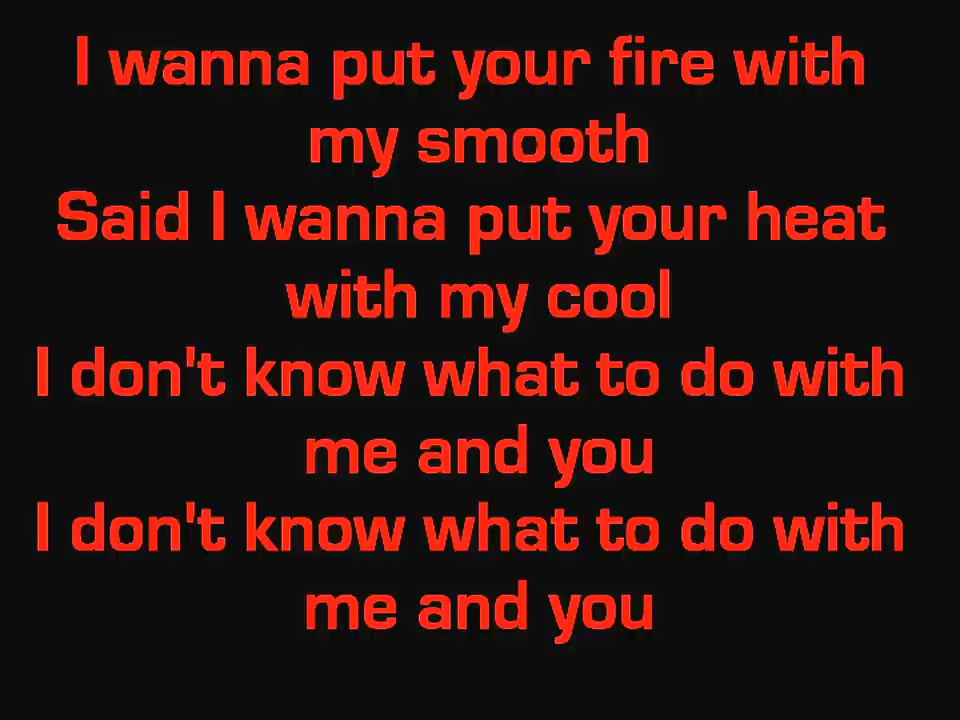 I wanna put your fire with
my smooth
Said I wanna put your heat
with my cool
I don't know what to do with
me and you
I don't know what to do with
me and you